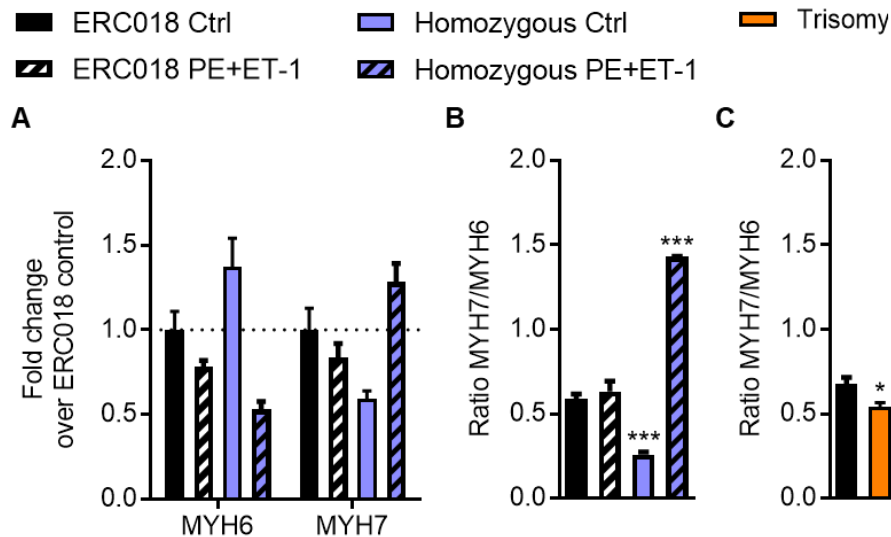 ERC018 Ctrl
Homozygous Ctrl
Trisomy
ERC018 PE+ET-1
Homozygous PE+ET-1
A
B
C
Fold change
over ERC018 control
2.0
1.5
1.0
0.5
0.0
MYH6
MYH7
Ratio MYH7/MYH6
2.0
1.5
1.0
0.5
0.0
***
***
Ratio MYH7/MYH6
2.0
1.5
1.0
0.5
0.0
*